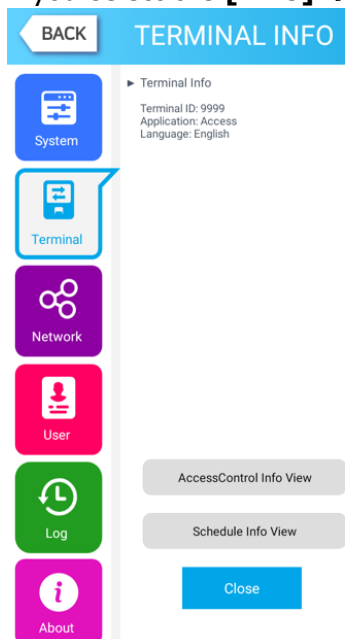 BACK
TERMINAL INFO
► Terminal Info
Terminal ID: 9999
Application: Access
Language: English
System
Terminal
Network
User
Log
About
AccessControl Info View
Schedule Info View
Close